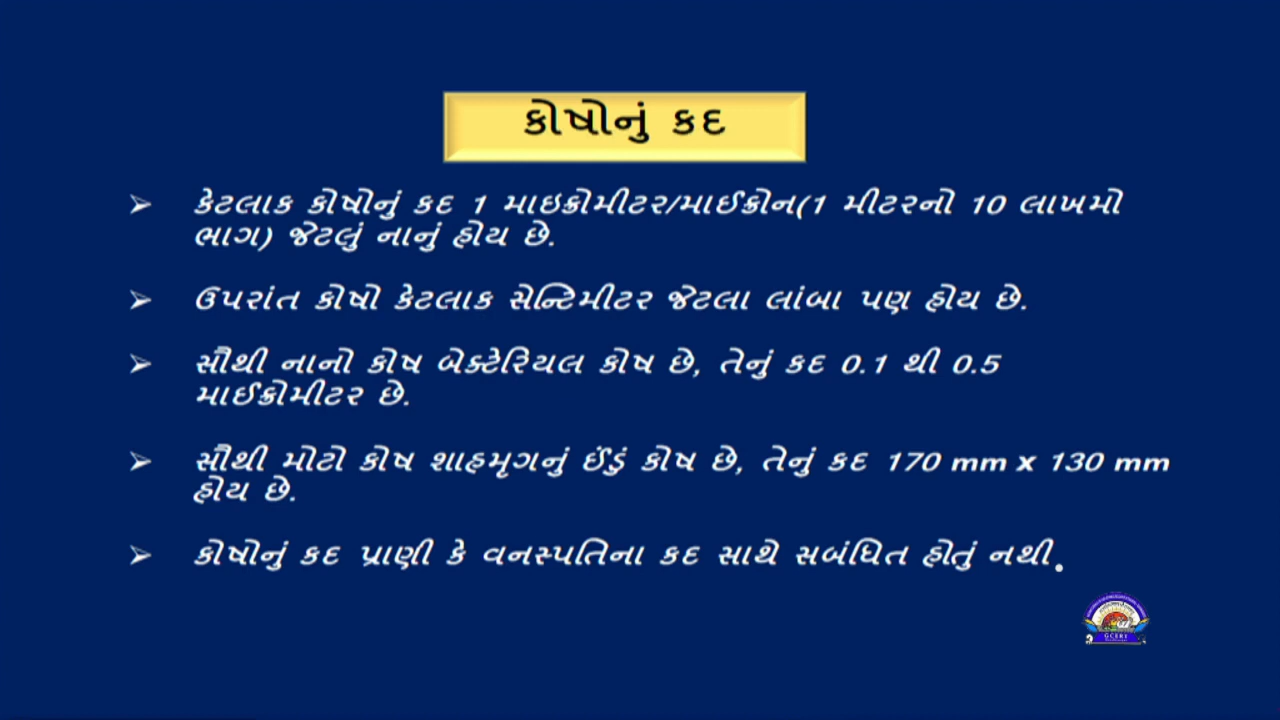 કોષોનું કદ
કેટલાક કોષોનું કદ 1 માઇક્રોમીટર/માઈક્રોન(1 મીટરનો 10 લાખમો
ભાગ) જેટલું નાનું હોય છે.
ઉપરાંત કોષો કેટલાક સેન્ટિમીટર જેટલા લાંબા પણ હોય છે.
સૌથી નાનો કોષ બેક્ટેરિયલ કોષ છે, તેનું કદ 0.1 થી 0.5
માઈક્રોમીટર છે.
સૌથી મોટો કોષ શાહમૃગનું ઈંડું કોષ છે, તેનું કદ 170 mm x 130 mm
હોય છે.
કોષોનું કદ પ્રાણી કે વનસ્પતિના કદ સાથે સબંધિત હોતું નથી.
GCERT